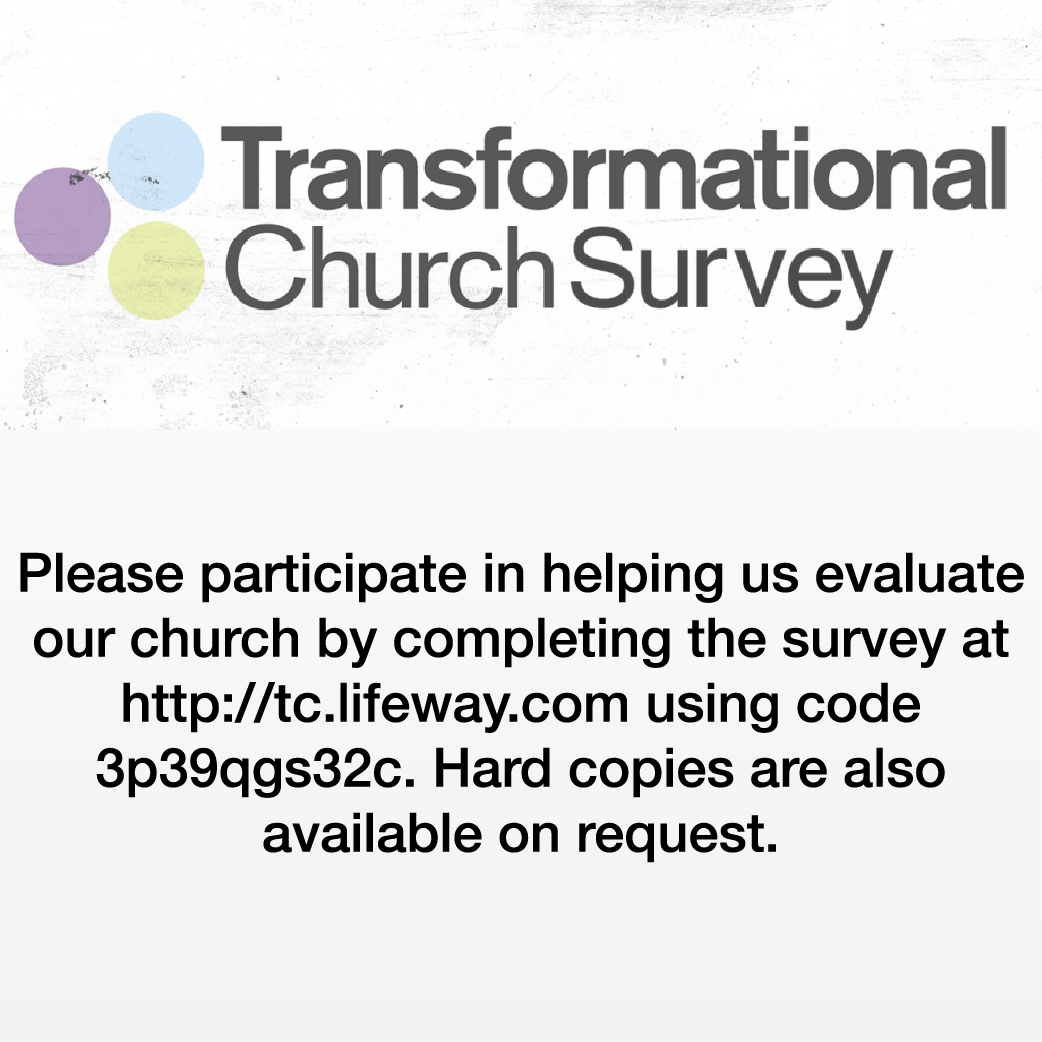 Transformational
Church Survey
Please participate in helping us evaluate
our church by completing the survey at
http://tc.lifeway.com using code
3p39qgs32c. Hard copies are also
available on request.